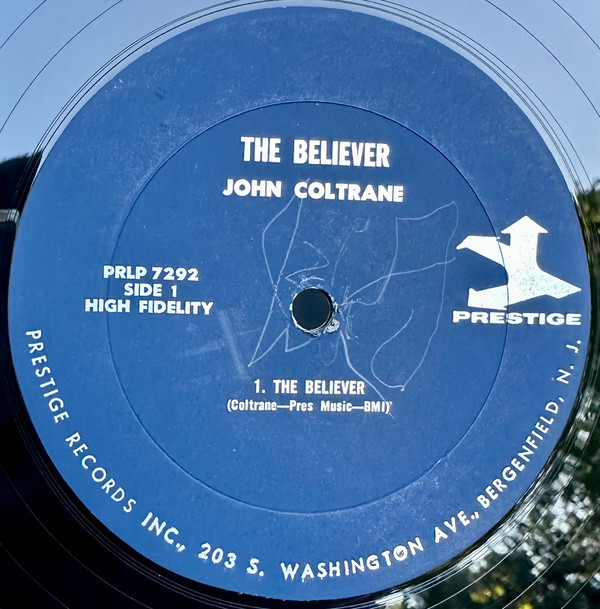 THE BELIEVER
JOHN COLTRANE
PRLP 7292
SIDE 1
HIGH FIDELITY
PRESTIGE
1. THE BELIEVER
(Coltrane—Pres Music—BMI)
PRESTIGE RECORDS INC., 203 S. WASHINGTON AVE., BERGENFIELD, N. J.